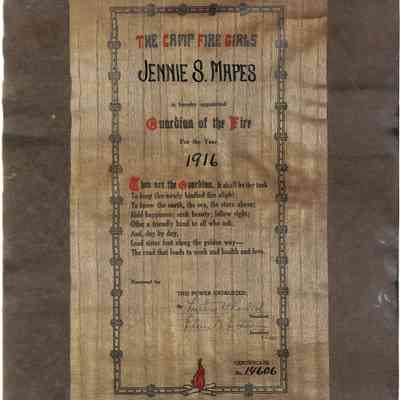 THE CAMP FIRE GIRLS
JENNIE S. MAPES
is hereby appointed
Guardian of the Fire
For the Year
1916
Thou art the Guardian. It shall be thy task
To keep the newly kindled fire alight;
To know the earth, the sea, the stars above;
Hold happiness; seek beauty; follow right;
Offer a friendly hand to all who ask,
And, day by day,
Lead sister feet along the golden way—
The road that leads to work and health and love.
THE POWER DELEGATED,
By
President
Secretary
CERTIFICATE
No. 14606